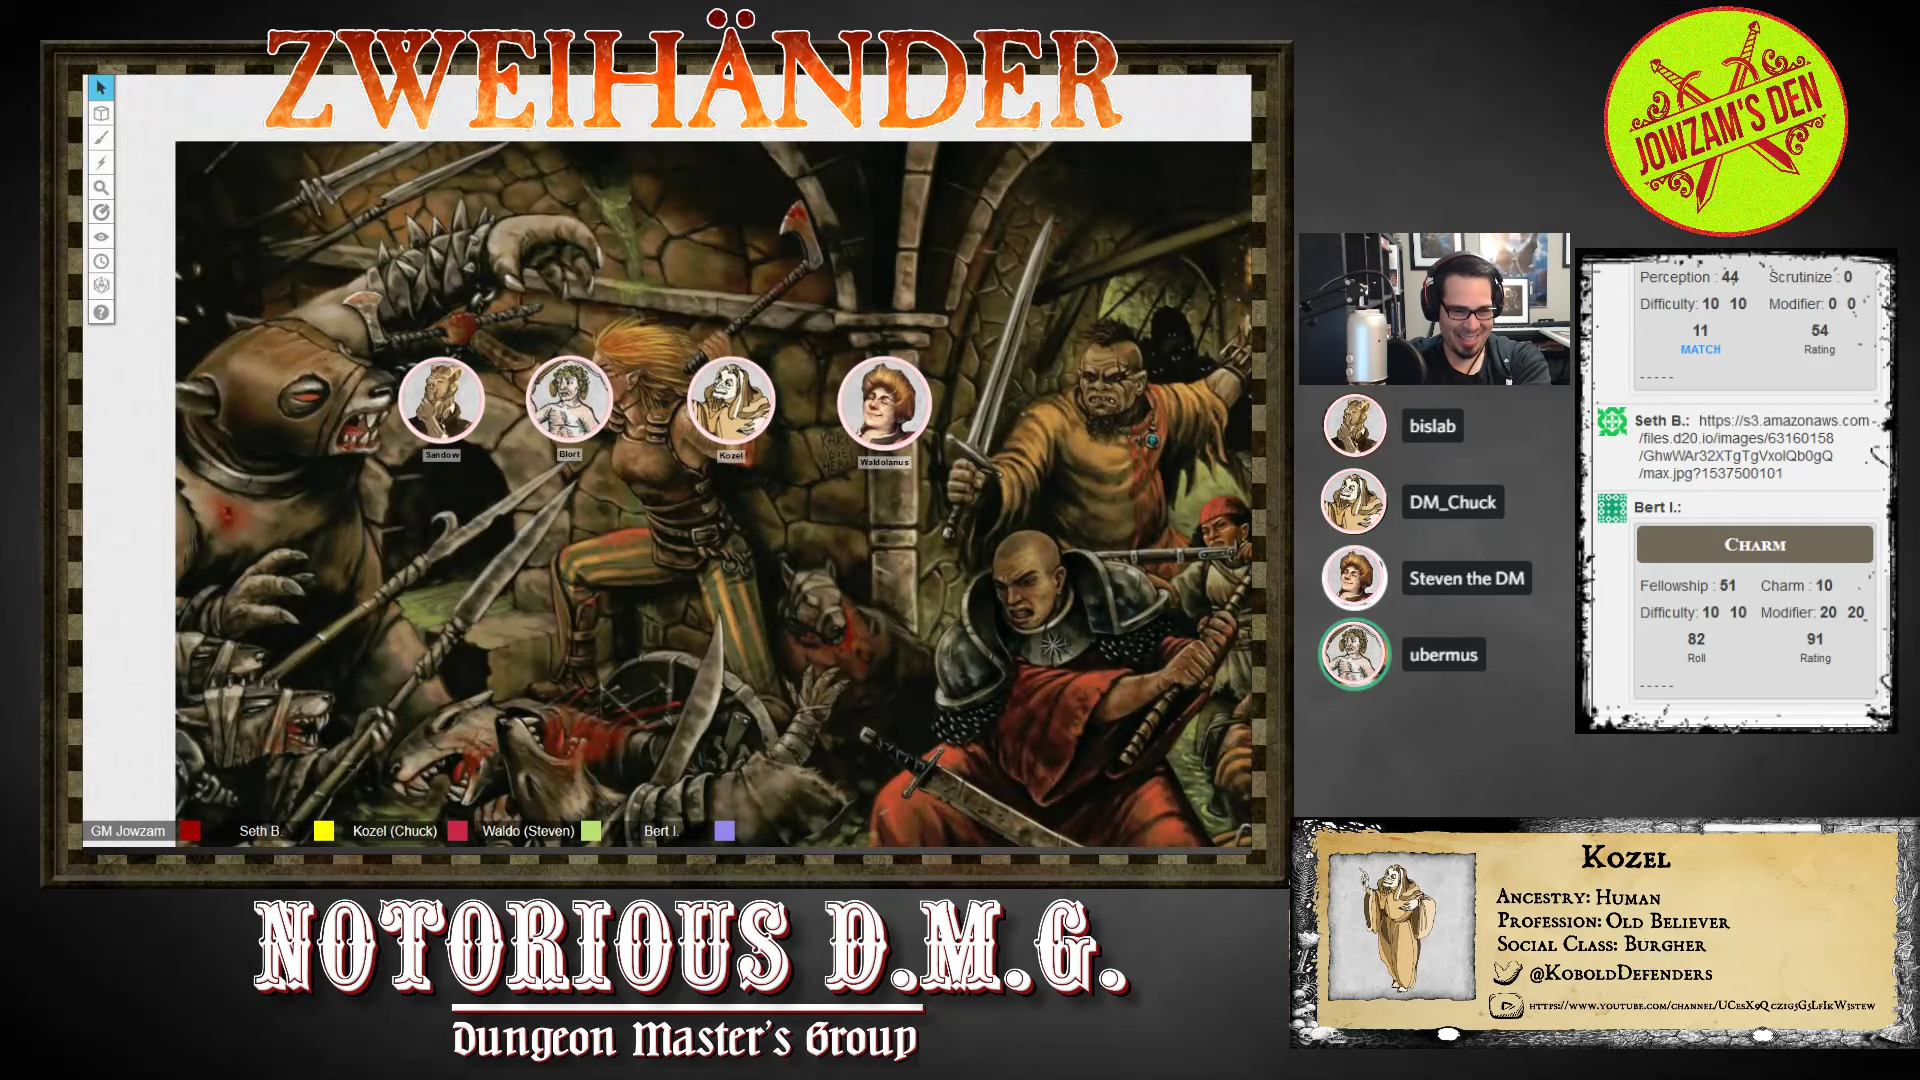 ZWEIHÄNDER
JOWZAM'S DEN
Sandow
Blort
Kozel
Waldolanus
GM Jowzam
Seth B.
Kozel (Chuck)
Waldo (Steven)
Bert I.
NOTORIOUS D.M.G.
Dungeon Master's Group
bislab
DM_Chuck
Steven the DM
ubermus
Perception : 44 Scrutinize : 0
Difficulty: 10 10 Modifier: 0 0
11 54
MATCH Rating
-----
Seth B.: https://s3.amazonaws.com
/files.d20.io/images/63160158
/GhwWAr32XTgTgVxolQb0gQ
/max.jpg?1537500101
Bert I.:
CHARM
Fellowship : 51 Charm : 10
Difficulty: 10 10 Modifier: 20 20
82 91
Roll Rating
-----
KOZEL
ANCESTRY: HUMAN
PROFESSION: OLD BELIEVER
SOCIAL CLASS: BURGHER
@KOBOLDDEFENDERS